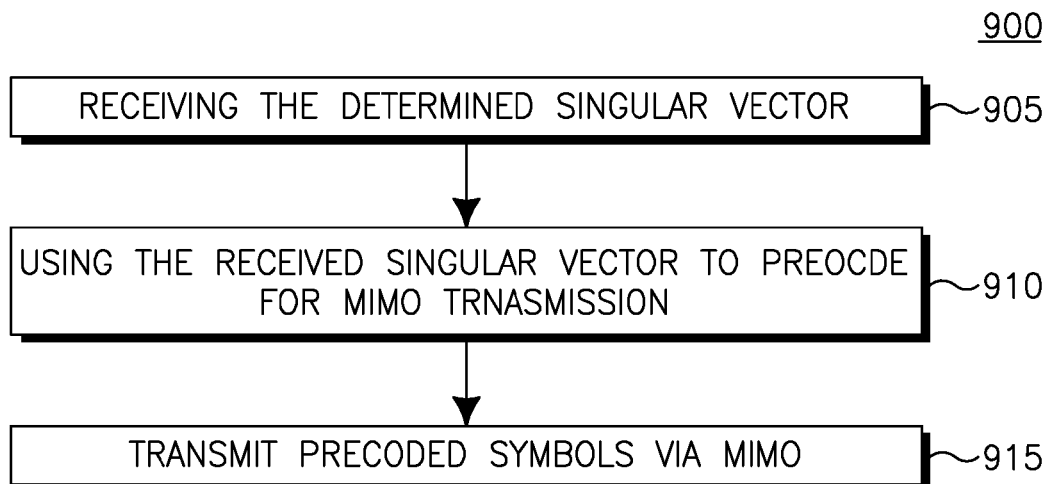 900
RECEIVING THE DETERMINED SINGULAR VECTOR
905
USING THE RECEIVED SINGULAR VECTOR TO PREOCDE
FOR MIMO TRNASMISSION
910
TRANSMIT PRECODED SYMBOLS VIA MIMO
915